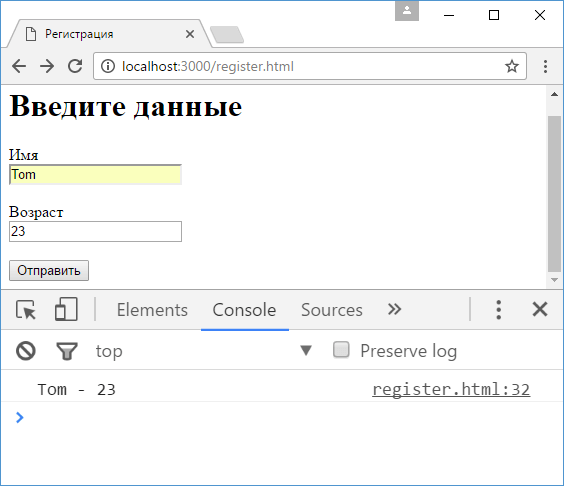 Регистрация
localhost:3000/register.html
Введите данные
Имя
Tom
Возраст
23
Отправить
Elements Console Sources
top Preserve log
Tom - 23 register.html:32